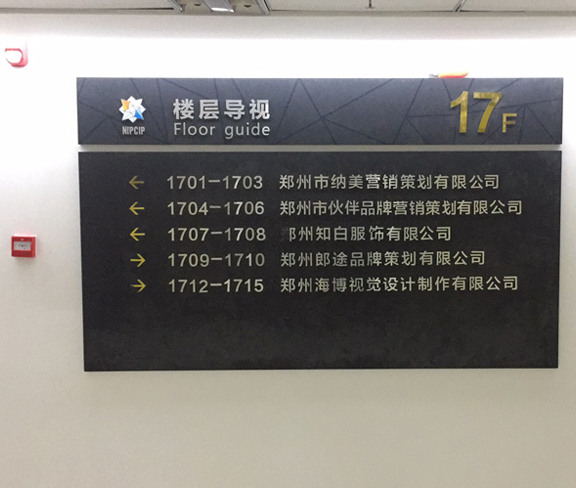 NIPCIP
楼层导视
Floor guide
17F
← 1701-1703 郑州市纳美营销策划有限公司
← 1704-1706 郑州市伙伴品牌营销策划有限公司
← 1707-1708 郑州知白服饰有限公司
→ 1709-1710 郑州郎途品牌策划有限公司
→ 1712-1715 郑州海博视觉设计制作有限公司